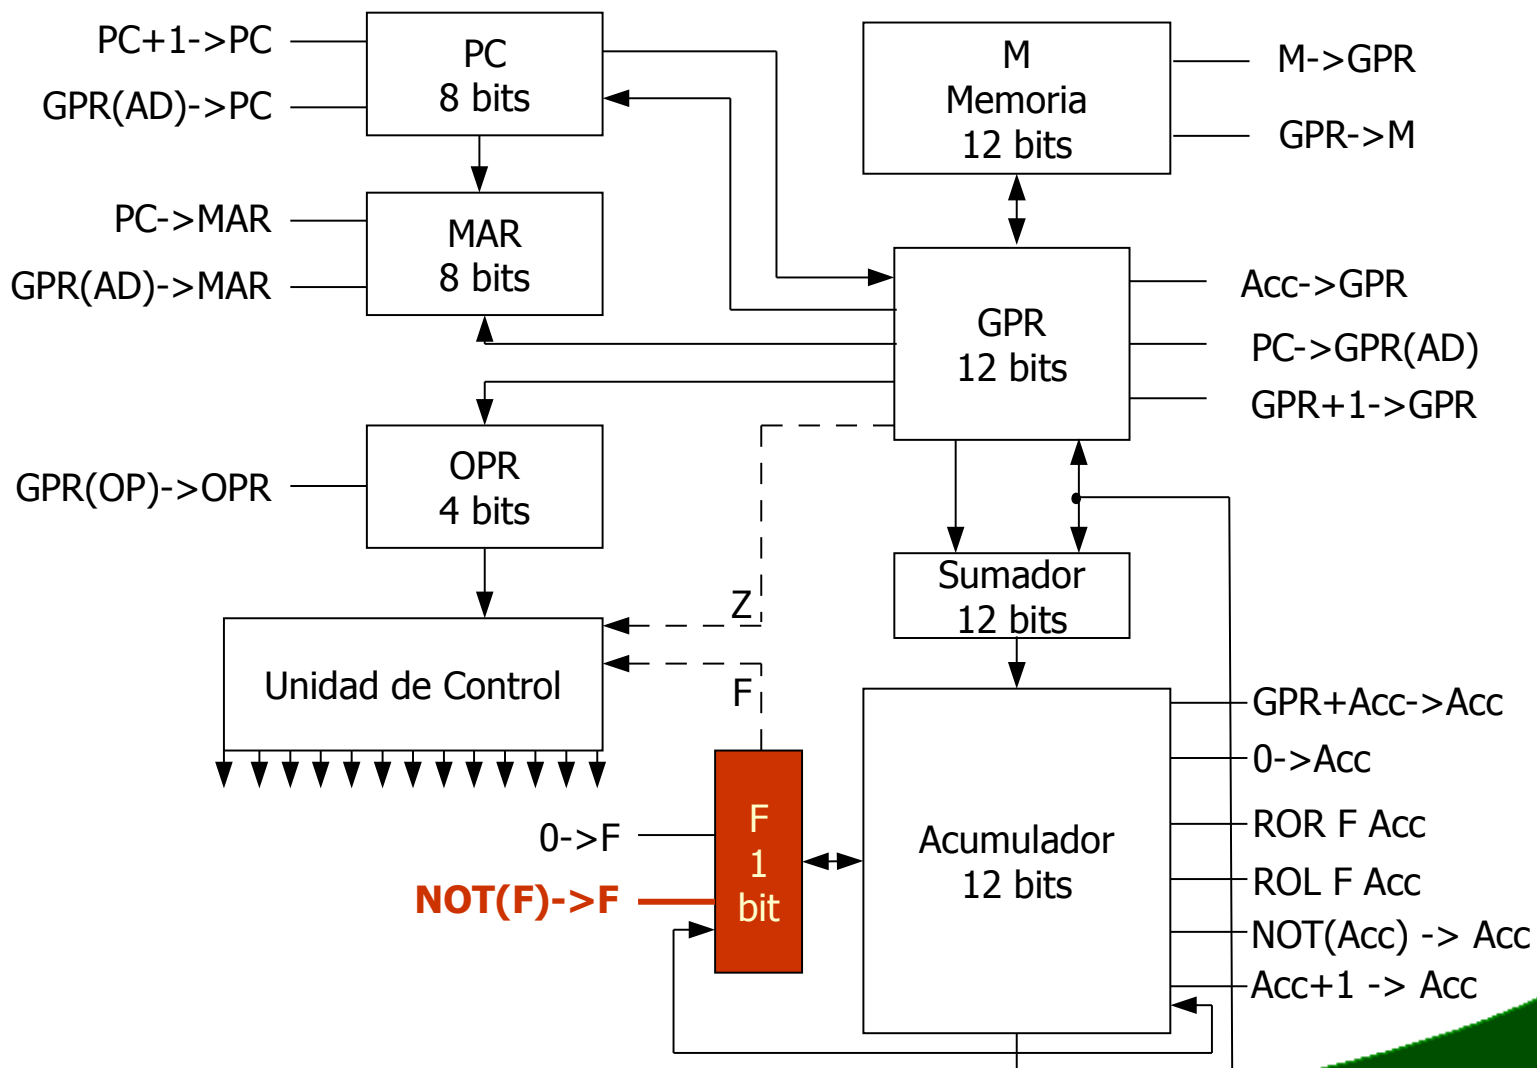 PC+1->PC
GPR(AD)->PC
PC
8 bits
M
Memoria
12 bits
M->GPR
GPR->M
PC->MAR
GPR(AD)->MAR
MAR
8 bits
GPR
12 bits
Acc->GPR
PC->GPR(AD)
GPR+1->GPR
GPR(OP)->OPR
OPR
4 bits
Sumador
12 bits
Z
F
Unidad de Control
0->F
NOT(F)->F
F
1
bit
Acumulador
12 bits
GPR+Acc->Acc
0->Acc
ROR F Acc
ROL F Acc
NOT(Acc) -> Acc
Acc+1 -> Acc